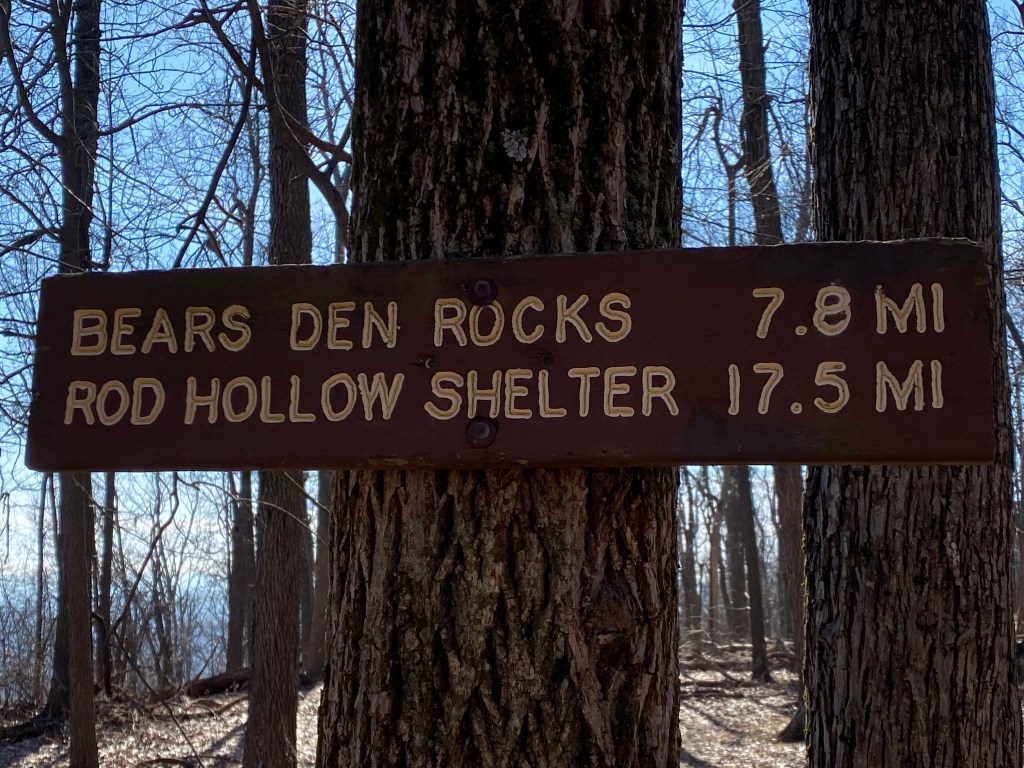 BEARS DEN ROCKS 7.8 MI
ROD HOLLOW SHELTER 17.5 MI